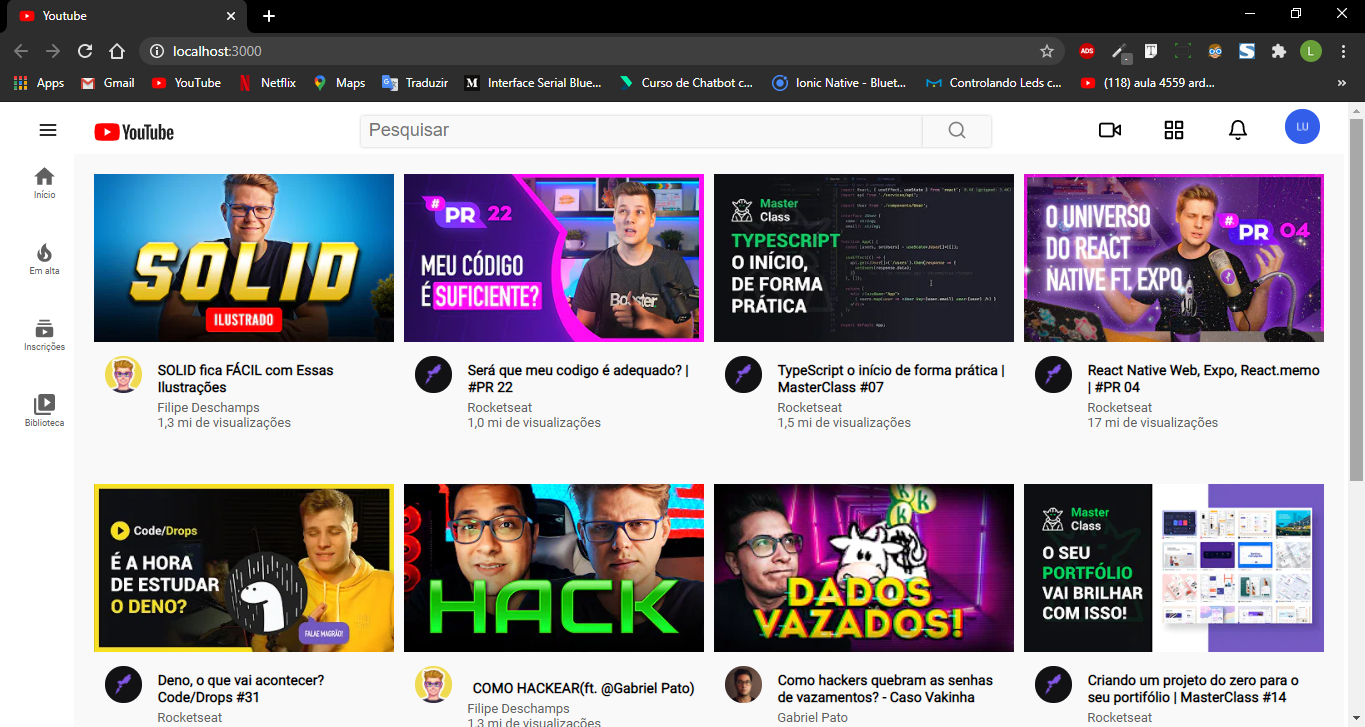 Youtube
localhost:3000
ADS
T
S
L
Apps
Gmail
YouTube
Netflix
Maps
Traduzir
M
Interface Serial Blue...
Curso de Chatbot c...
Ionic Native - Bluet...
Controlando Leds c...
(118) aula 4559 ard...
»
YouTube
Pesquisar
LU
Início
Em alta
Inscrições
Biblioteca
SOLID
ILUSTRADO
SOLID fica FÁCIL com Essas
Ilustrações
Filipe Deschamps
1,3 mi de visualizações
# PR 22
MEU CÓDIGO
É SUFICIENTE?
Booster
Será que meu codigo é adequado? |
#PR 22
Rocketseat
1,0 mi de visualizações
Master
Class
TYPESCRIPT
O INÍCIO,
DE FORMA
PRÁTICA
TypeScript o início de forma prática |
MasterClass #07
Rocketseat
1,5 mi de visualizações
O UNIVERSO
DO REACT
NATIVE FT. EXPO
# PR 04
React Native Web, Expo, React.memo
| #PR 04
Rocketseat
17 mi de visualizações
Code/Drops
É A HORA
DE ESTUDAR
O DENO?
FALAE MAGRÃO!
Deno, o que vai acontecer?
Code/Drops #31
Rocketseat
HACK
COMO HACKEAR(ft. @Gabriel Pato)
Filipe Deschamps
1,3 mi de visualizações
DADOS
VAZADOS!
Como hackers quebram as senhas
de vazamentos? - Caso Vakinha
Gabriel Pato
Master
Class
O SEU
PORTFÓLIO
VAI BRILHAR
COM ISSO!
Criando um projeto do zero para o
seu portifólio | MasterClass #14
Rocketseat